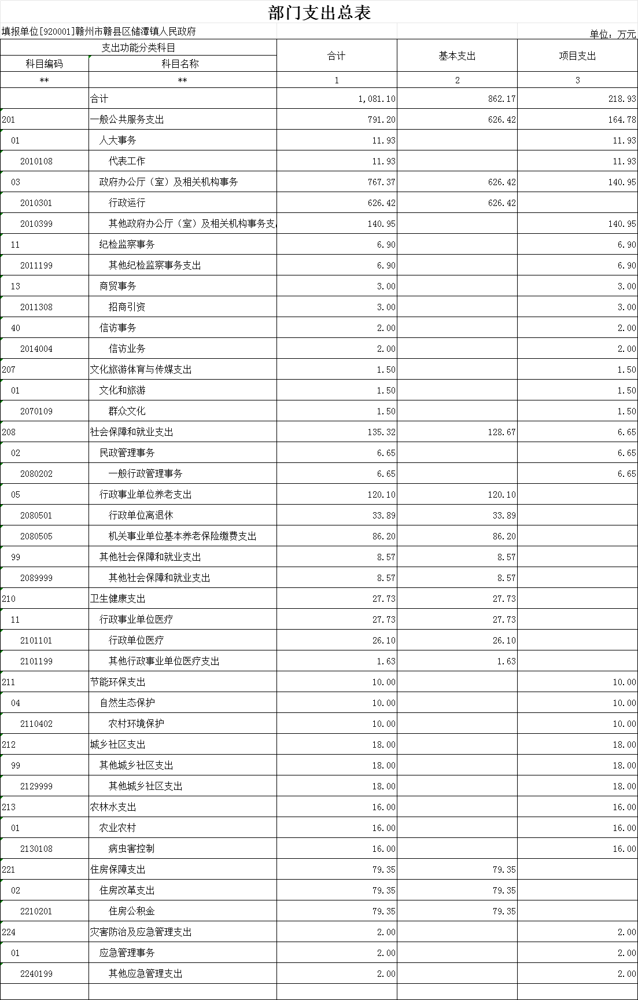 部门支出总表
填报单位[920001]赣州市赣县区储潭镇人民政府
单位：万元
支出功能分类科目 合计 基本支出 项目支出
科目编码 科目名称
** ** 1 2 3
合计 1,081.10 862.17 218.93
201 一般公共服务支出 791.20 626.42 164.78
01 人大事务 11.93 11.93
2010108 代表工作 11.93 11.93
03 政府办公厅（室）及相关机构事务 767.37 626.42 140.95
2010301 行政运行 626.42 626.42
2010399 其他政府办公厅（室）及相关机构事务支 140.95 140.95
11 纪检监察事务 6.90 6.90
2011199 其他纪检监察事务支出 6.90 6.90
13 商贸事务 3.00 3.00
2011308 招商引资 3.00 3.00
40 信访事务 2.00 2.00
2014004 信访业务 2.00 2.00
207 文化旅游体育与传媒支出 1.50 1.50
01 文化和旅游 1.50 1.50
2070109 群众文化 1.50 1.50
208 社会保障和就业支出 135.32 128.67 6.65
02 民政管理事务 6.65 6.65
2080202 一般行政管理事务 6.65 6.65
05 行政事业单位养老支出 120.10 120.10
2080501 行政单位离退休 33.89 33.89
2080505 机关事业单位基本养老保险缴费支出 86.20 86.20
99 其他社会保障和就业支出 8.57 8.57
2089999 其他社会保障和就业支出 8.57 8.57
210 卫生健康支出 27.73 27.73
11 行政事业单位医疗 27.73 27.73
2101101 行政单位医疗 26.10 26.10
2101199 其他行政事业单位医疗支出 1.63 1.63
211 节能环保支出 10.00 10.00
04 自然生态保护 10.00 10.00
2110402 农村环境保护 10.00 10.00
212 城乡社区支出 18.00 18.00
99 其他城乡社区支出 18.00 18.00
2129999 其他城乡社区支出 18.00 18.00
213 农林水支出 16.00 16.00
01 农业农村 16.00 16.00
2130108 病虫害控制 16.00 16.00
221 住房保障支出 79.35 79.35
02 住房改革支出 79.35 79.35
2210201 住房公积金 79.35 79.35
224 灾害防治及应急管理支出 2.00 2.00
01 应急管理事务 2.00 2.00
2240199 其他应急管理支出 2.00 2.00